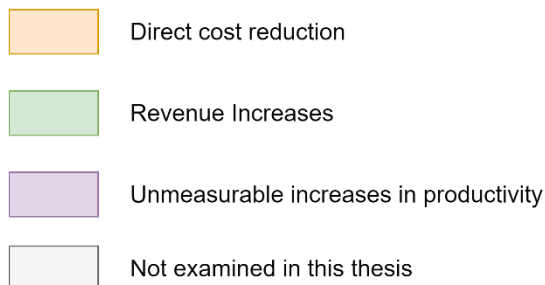 Direct cost reduction
Revenue Increases
Unmeasurable increases in productivity
Not examined in this thesis